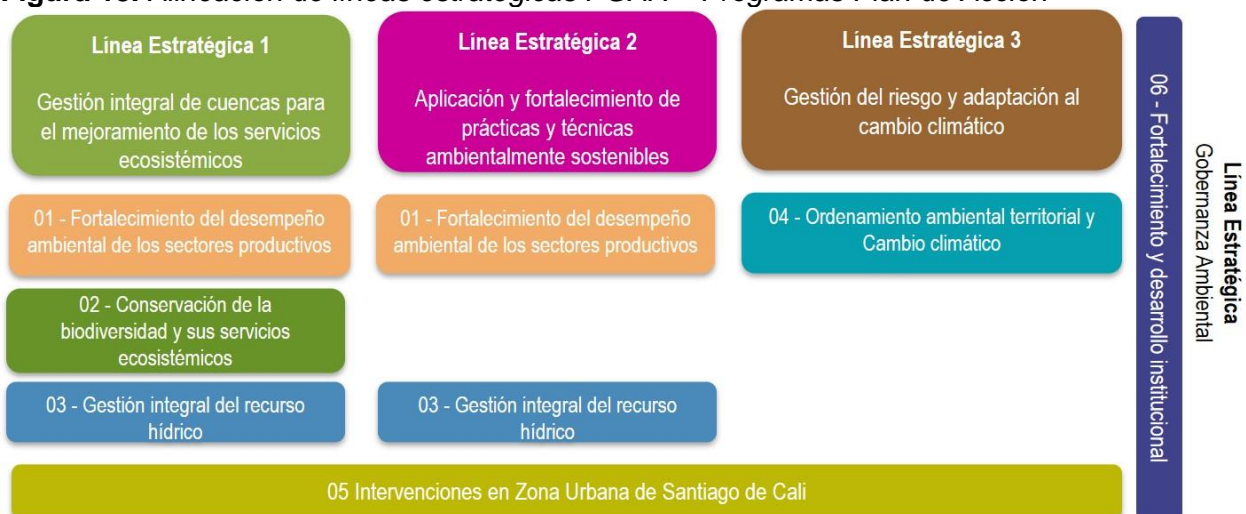 Línea Estratégica 1
Gestión integral de cuencas para
el mejoramiento de los servicios
ecosistémicos
Línea Estratégica 2
Aplicación y fortalecimiento de
prácticas y técnicas
ambientalmente sostenibles
Línea Estratégica 3
Gestión del riesgo y adaptación al
cambio climático
01 - Fortalecimiento del desempeño
ambiental de los sectores productivos
01 - Fortalecimiento del desempeño
ambiental de los sectores productivos
04 - Ordenamiento ambiental territorial y
Cambio climático
02 - Conservación de la
biodiversidad y sus servicios
ecosistémicos
03 - Gestión integral del recurso
hídrico
03 - Gestión integral del recurso
hídrico
05 Intervenciones en Zona Urbana de Santiago de Cali
06 - Fortalecimiento y desarrollo institucional
Línea Estratégica
Gobernanza Ambiental